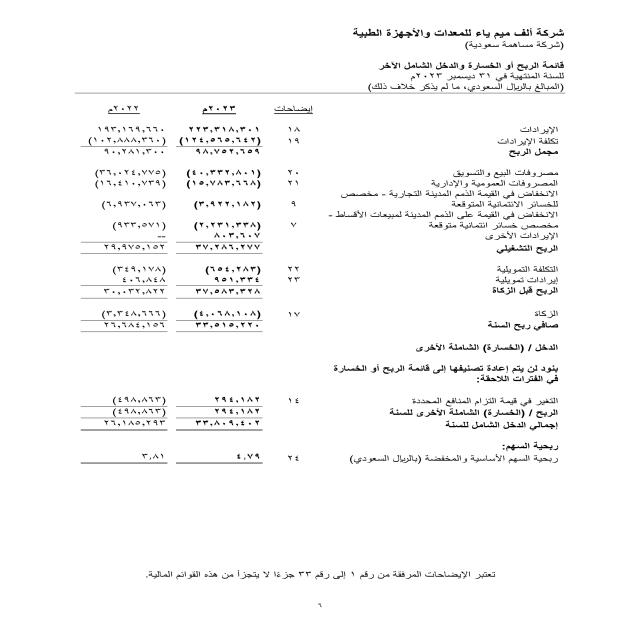 شركة ألف ميم ياء للمعدات والأجهزة الطبية
(شركة مساهمة سعودية)
قائمة الربح أو الخسارة والدخل الشامل الآخر
للسنة المنتهية في ٣١ ديسمبر ٢٠٢٣م
(المبالغ بالريال السعودي، ما لم يذكر خلاف ذلك)
إيضاحات ٢٠٢٣م ٢٠٢٢م
الإيرادات ١٨ ٢٢٣,٣١٨,٣٠١ ١٩٣,١٦٩,٦٦٠
تكلفة الإيرادات ١٩ (١٢٤,٥٦٥,٦٤٢) (١٠٢,٨٨٨,٣٦٠)
مجمل الربح ٩٨,٧٥٢,٦٥٩ ٩٠,٢٨١,٣٠٠
مصروفات البيع والتسويق ٢٠ (٤٠,٣٣٢,٨٠١) (٣٦,٠٢٤,٧٧٥)
المصروفات العمومية والإدارية ٢١ (١٥,٧٨٣,٦٦٨) (١٦,٤١٠,٧٣٩)
الانخفاض في القيمة الذمم المدينة التجارية - مخصص
للخسائر الائتمانية المتوقعة ٩ (٣,٩٢٢,١٨٢) (٦,٩٣٧,٠٦٣)
الانخفاض في القيمة على الذمم المدينة لمبيعات الأقساط -
مخصص خسائر ائتمانية متوقعة ٧ (٢,٢٣١,٣٣٨) (٩٣٣,٥٧١)
الإيرادات الأخرى ٨٠٣,٦٠٧ --
الربح التشغيلي ٣٧,٢٨٦,٢٧٧ ٢٩,٩٧٥,١٥٢
التكلفة التمويلية ٢٢ (٦٥٤,٢٨٣) (٣٤٩,١٧٨)
إيرادات تمويلية ٢٣ ٩٥١,٣٣٤ ٤٠٦,٨٤٨
الربح قبل الزكاة ٣٧,٥٨٣,٣٢٨ ٣٠,٠٣٢,٨٢٢
الزكاة ١٧ (٤,٠٦٨,١٠٨) (٣,٣٤٨,٦٦٦)
صافي ربح السنة ٣٣,٥١٥,٢٢٠ ٢٦,٦٨٤,١٥٦
الدخل / (الخسارة) الشاملة الأخرى
بنود لن يتم إعادة تصنيفها إلى قائمة الربح أو الخسارة
في الفترات اللاحقة:
التغير في قيمة التزام المنافع المحددة ١٤ ٢٩٤,١٨٢ (٤٩٨,٨٦٣)
الربح / (الخسارة) الشاملة الأخرى للسنة ٢٩٤,١٨٢ (٤٩٨,٨٦٣)
إجمالي الدخل الشامل للسنة ٣٣,٨٠٩,٤٠٢ ٢٦,١٨٥,٢٩٣
ربحية السهم:
ربحية السهم الأساسية والمخفضة (بالريال السعودي) ٢٤ ٤,٧٩ ٣,٨١
تعتبر الإيضاحات المرفقة من رقم ١ إلى رقم ٣٣ جزءًا لا يتجزأ من هذه القوائم المالية.
٦